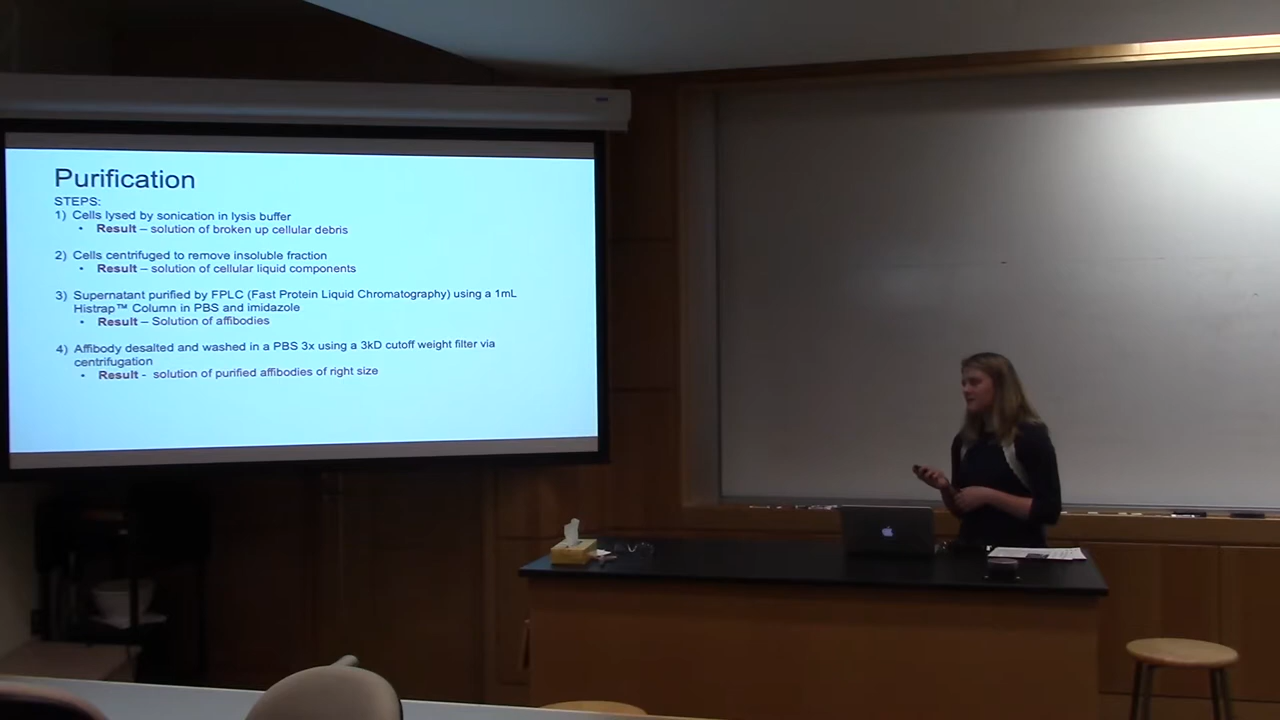 Purification
STEPS:
1) Cells lysed by sonication in lysis buffer
• Result – solution of broken up cellular debris
2) Cells centrifuged to remove insoluble fraction
• Result – solution of cellular liquid components
3) Supernatant purified by FPLC (Fast Protein Liquid Chromatography) using a 1mL
Histrap™ Column in PBS and imidazole
• Result – Solution of affibodies
4) Affibody desalted and washed in a PBS 3x using a 3kD cutoff weight filter via
centrifugation
• Result - solution of purified affibodies of right size